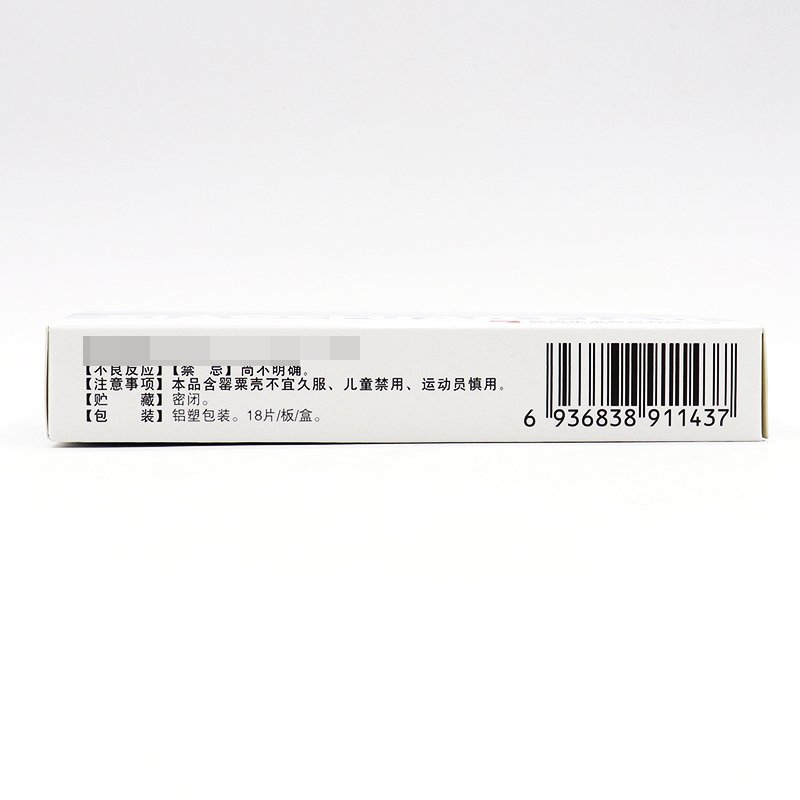 【不良反应】【禁 忌】尚不明确。
【注意事项】本品含罂粟壳不宜久服、儿童禁用、运动员慎用。
【贮 藏】密闭。
【包 装】铝塑包装。18片/板/盒。
6 936838 911437